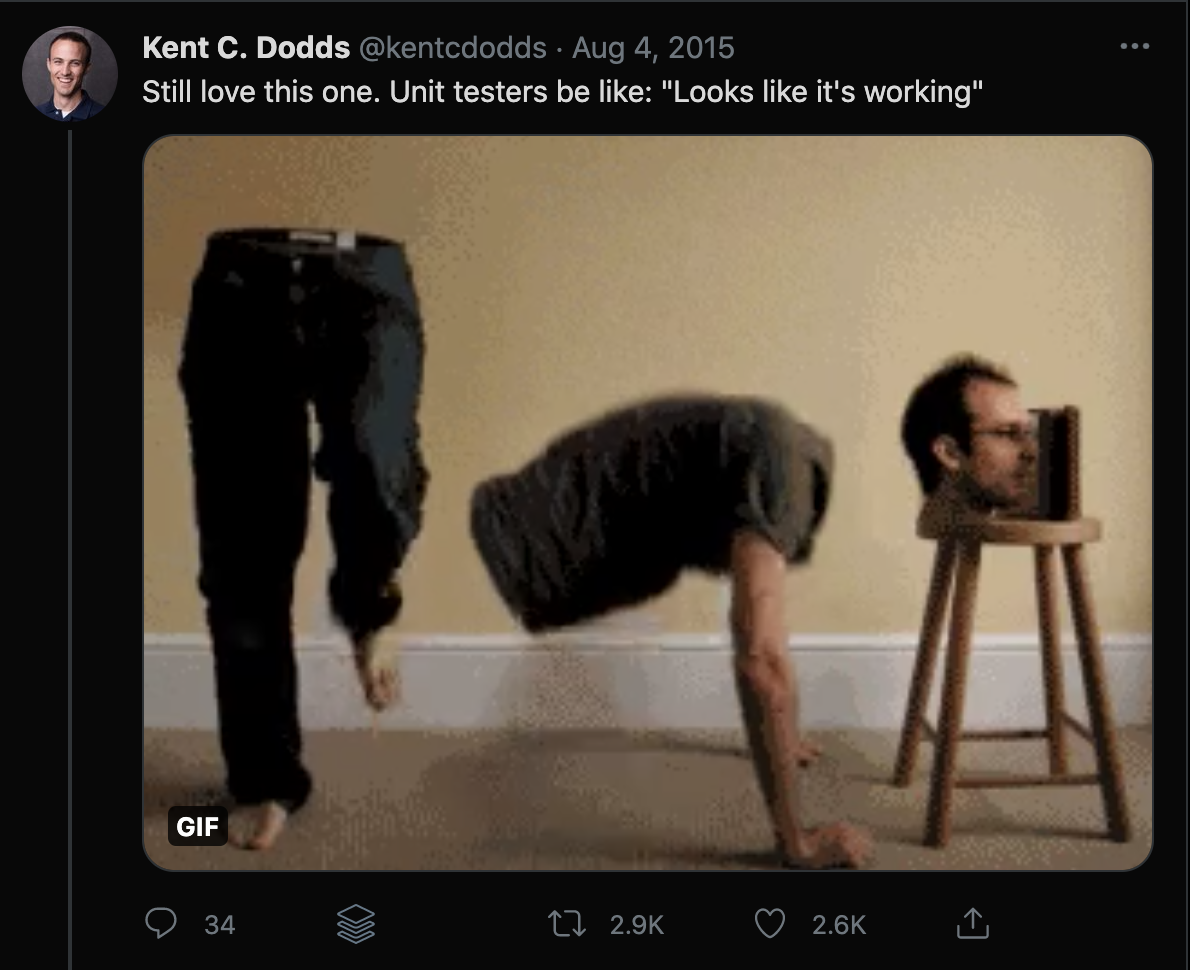 Kent C. Dodds @kentcdodds · Aug 4, 2015
Still love this one. Unit testers be like: "Looks like it's working"
GIF
34 2.9K 2.6K